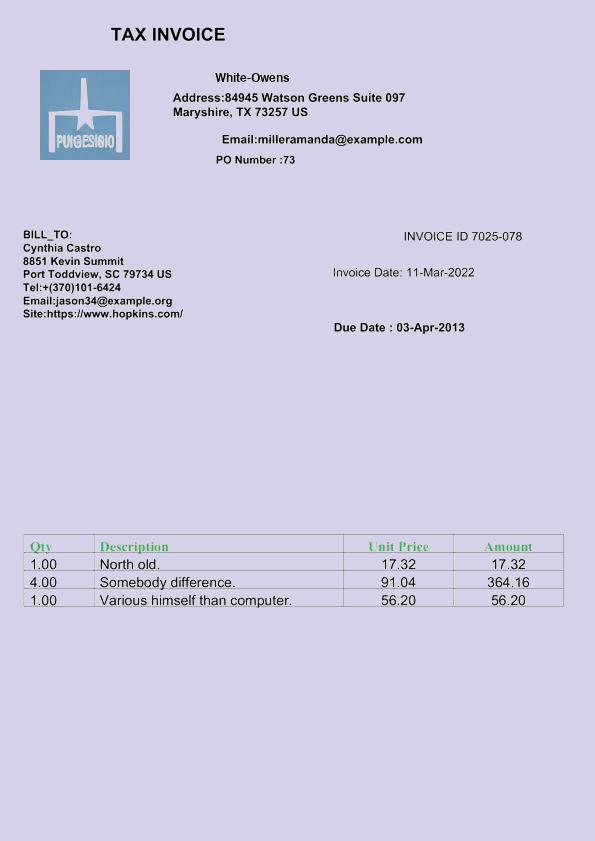 TAX INVOICE
PUIGESIGIO
White-Owens
Address:84945 Watson Greens Suite 097
Maryshire, TX 73257 US
Email:milleramanda@example.com
PO Number :73
BILL_TO:
Cynthia Castro
8851 Kevin Summit
Port Toddview, SC 79734 US
Tel:+(370)101-6424
Email:jason34@example.org
Site:https://www.hopkins.com/
INVOICE ID 7025-078
Invoice Date: 11-Mar-2022
Due Date : 03-Apr-2013
Qty Description Unit Price Amount
1.00 North old. 17.32 17.32
4.00 Somebody difference. 91.04 364.16
1.00 Various himself than computer. 56.20 56.20